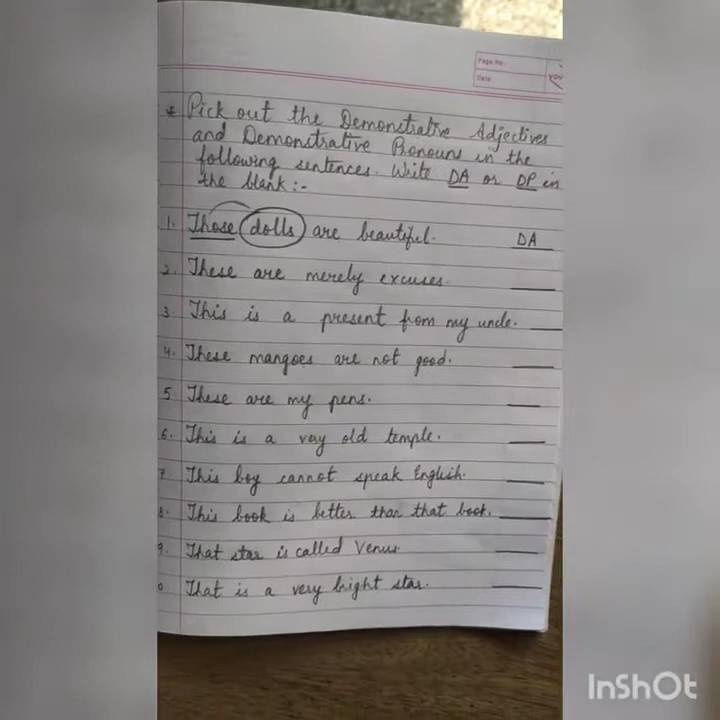 Page No.
Date
YOU
* Pick out the Demonstrative Adjectives
and Demonstrative Pronouns in the
following sentences. Write DA or DP in
the blank:-
1. Those dolls are beautiful. DA
2. These are merely excuses.
3. This is a present from my uncle.
4. These mangoes are not good.
5. These are my pens.
6. This is a very old temple.
7. This boy cannot speak English.
8. This book is better than that book.
9. That star is called Venus.
0 That is a very bright star.
InShOt